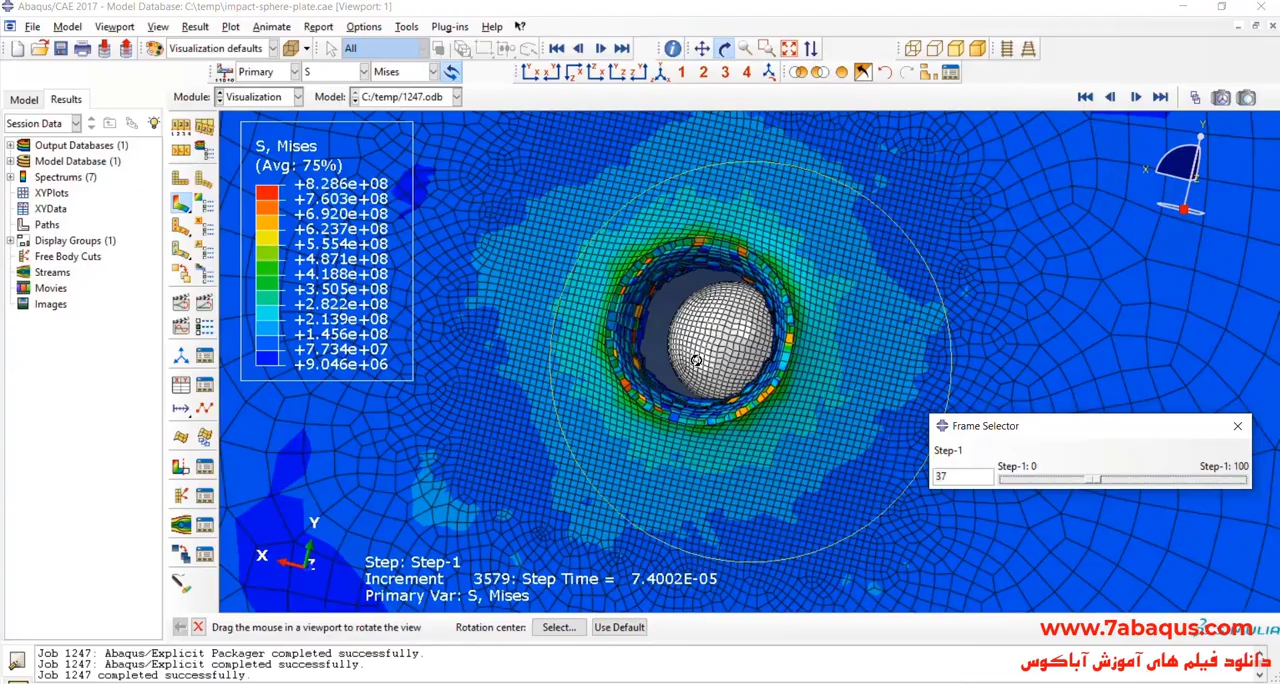 Abaqus/CAE 2017 - Model Database: C:\temp\impact-sphere-plate.cae [Viewport: 1]
File Model Viewport View Result Plot Animate Report Options Tools Plug-ins Help
Visualization defaults All
Primary S Mises 1 2 3 4
Model Results Module: Visualization Model: C:/temp/1247.odb
Session Data
Output Databases (1)
Model Database (1)
Spectrums (7)
XYPlots
XYData
Paths
Display Groups (1)
Free Body Cuts
Streams
Movies
Images
S, Mises
(Avg: 75%)
+8.286e+08
+7.603e+08
+6.920e+08
+6.237e+08
+5.554e+08
+4.871e+08
+4.188e+08
+3.505e+08
+2.822e+08
+2.139e+08
+1.456e+08
+7.734e+07
+9.046e+06
Y
X
Z
Frame Selector
Step-1
37 Step-1: 0 Step-1: 100
Y
X
Z
Step: Step-1
Increment 3579: Step Time = 7.4002E-05
Primary Var: S, Mises
Drag the mouse in a viewport to rotate the view Rotation center: Select... Use Default
www.7abaqus.com
دانلود فیلم های آموزش آباکوس
Job 1247: Abaqus/Explicit Packager completed successfully.
Job 1247: Abaqus/Explicit completed successfully.
Job 1247 completed successfully.